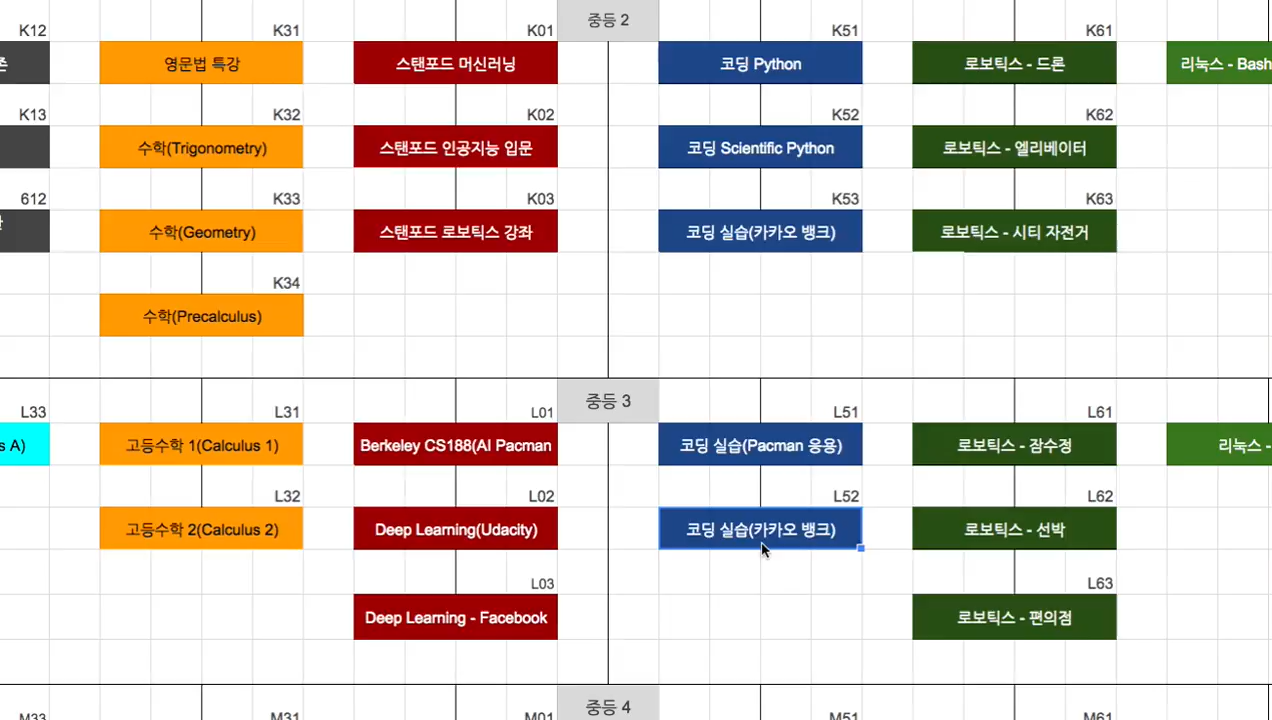 중등 2
K12 K31 K01 K51 K61
존 영문법 특강 스탠포드 머신러닝 코딩 Python 로보틱스 - 드론 리눅스 - Bash
K13 K32 K02 K52 K62
수학(Trigonometry) 스탠포드 인공지능 입문 코딩 Scientific Python 로보틱스 - 엘리베이터
612 K33 K03 K53 K63
수학(Geometry) 스탠포드 로보틱스 강좌 코딩 실습(카카오 뱅크) 로보틱스 - 시티 자전거
K34
수학(Precalculus)
중등 3
L33 L31 L01 L51 L61
s A) 고등수학 1(Calculus 1) Berkeley CS188(AI Pacman 코딩 실습(Pacman 응용) 로보틱스 - 잠수정 리눅스 -
L32 L02 L52 L62
고등수학 2(Calculus 2) Deep Learning(Udacity) 코딩 실습(카카오 뱅크) 로보틱스 - 선박
L03 L63
Deep Learning - Facebook 로보틱스 - 편의점
중등 4
M33 M31 M01 M51 M61